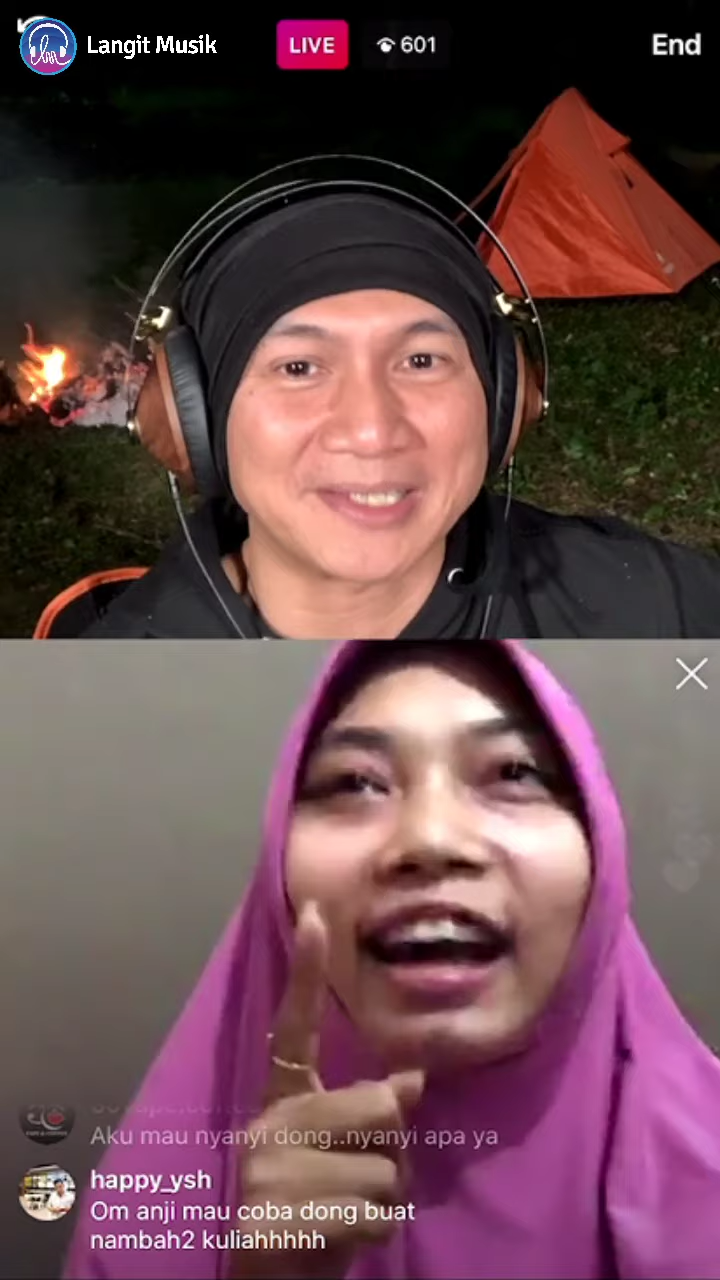 Langit Musik
LIVE
601
End
Aku mau nyanyi dong..nyanyi apa ya
happy_ysh
Om anji mau coba dong buat
nambah2 kuliahhhhh